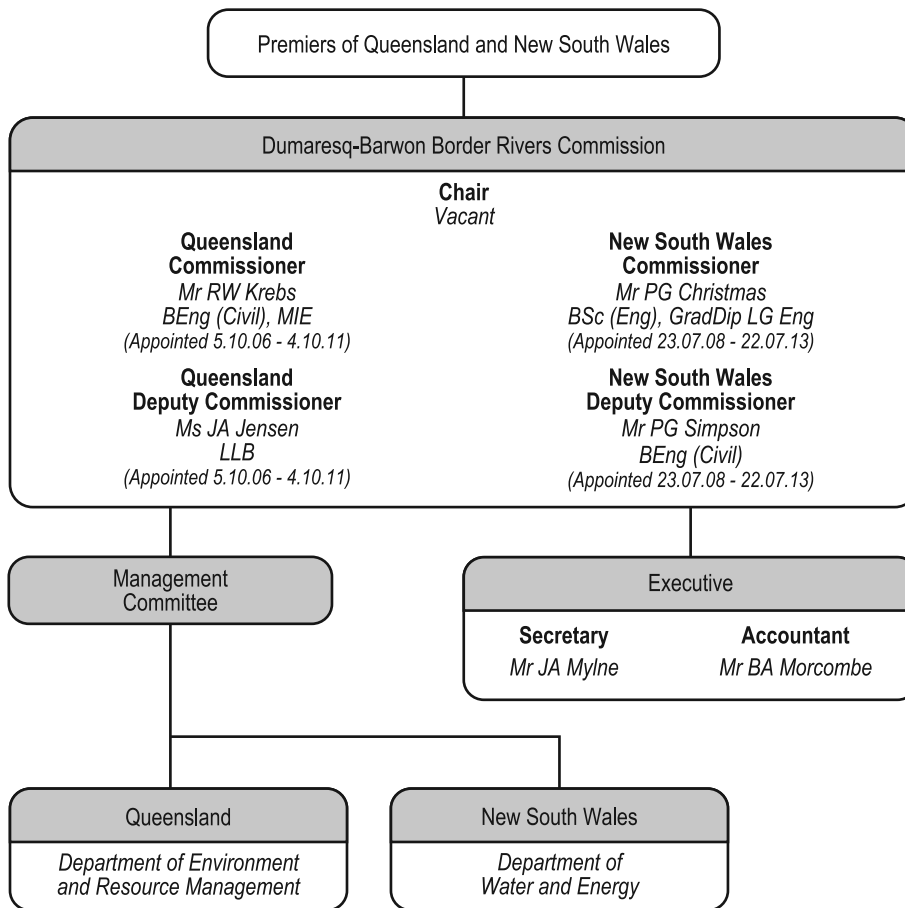 Premiers of Queensland and New South Wales
Dumaresq-Barwon Border Rivers Commission
Chair
Vacant
Queensland
Commissioner
Mr RW Krebs
BEng (Civil), MIE
(Appointed 5.10.06 - 4.10.11)
New South Wales
Commissioner
Mr PG Christmas
BSc (Eng), GradDip LG Eng
(Appointed 23.07.08 - 22.07.13)
Queensland
Deputy Commissioner
Ms JA Jensen
LLB
(Appointed 5.10.06 - 4.10.11)
New South Wales
Deputy Commissioner
Mr PG Simpson
BEng (Civil)
(Appointed 23.07.08 - 22.07.13)
Management
Committee
Executive
Secretary
Mr JA Mylne
Accountant
Mr BA Morcombe
Queensland
Department of Environment
and Resource Management
New South Wales
Department of
Water and Energy